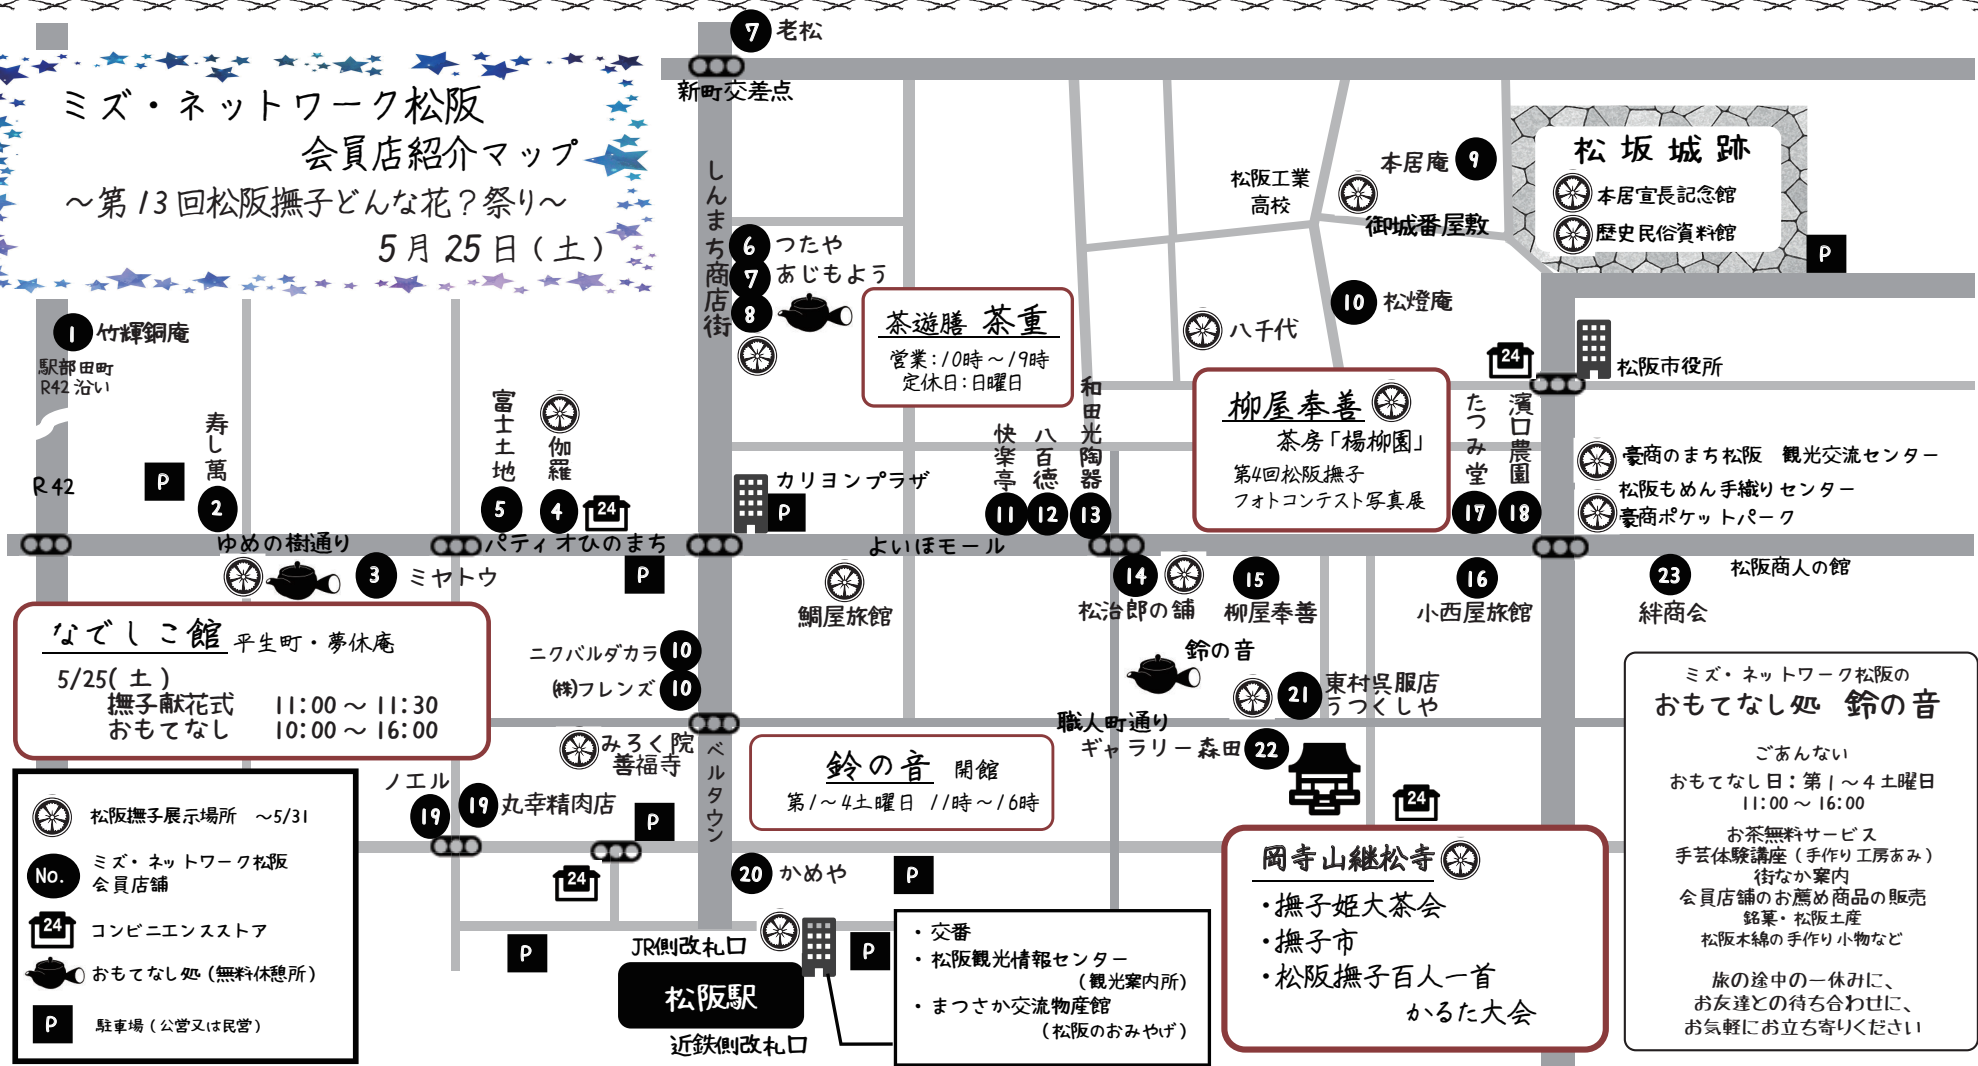 ミズ・ネットワーク松阪
会員店紹介マップ
～第13回松阪撫子どんな花？祭り～
5月25日(土)
7 老松
新町交差点
しんまち商店街
6 つたや
7 あじもよう
8
茶遊膳 茶重
営業:10時～19時
定休日:日曜日
松阪工業
高校
本居庵 9
御城番屋敷
松坂城跡
本居宣長記念館
歴史民俗資料館
P
10 松燈庵
八千代
24
松阪市役所
1 竹輝銅庵
駅部田町
R42沿い
R42
P
寿し萬
2
富士土地
5
伽羅
4
24
カリヨンプラザ
P
快楽亭
11
八百徳
12
和田光陶器
13
柳屋奉善
茶房「楊柳園」
第4回松阪撫子
フォトコンテスト写真展
たつみ堂
17
濱口農園
18
豪商のまち松阪　観光交流センター
松阪もめん手織りセンター
豪商ポケットパーク
ゆめの樹通り
パティオひのまち
よいほモール
3 ミヤトウ
P
鯛屋旅館
14
松治郎の舗
15
柳屋奉善
16
小西屋旅館
23
絆商会
松阪商人の館
なでしこ館 平生町・夢休庵
5/25(土)
撫子献花式　11:00～11:30
おもてなし　10:00～16:00
ニクバルダカラ 10
㈱フレンズ 10
みろく院
善福寺
ベルタウン
鈴の音
21 東村呉服店
うつくしや
職人町通り
ギャラリー森田 22
鈴の音 開館
第1～4土曜日 11時～16時
24
ノエル
19
19 丸幸精肉店
P
24
20 かめや
P
P
JR側改札口
P
松阪駅
近鉄側改札口
・交番
・松阪観光情報センター
（観光案内所）
・まつさか交流物産館
（松阪のおみやげ）
岡寺山継松寺
・撫子姫大茶会
・撫子市
・松阪撫子百人一首
かるた大会
ミズ・ネットワーク松阪の
おもてなし処 鈴の音
ごあんない
おもてなし日：第1～4土曜日
11:00～16:00
お茶無料サービス
手芸体験講座（手作り工房あみ）
街なか案内
会員店舗のお薦め商品の販売
銘菓・松阪土産
松阪木綿の手作り小物など
旅の途中の一休みに、
お友達との待ち合わせに、
お気軽にお立ち寄りください
松阪撫子展示場所　～5/31
No. ミズ・ネットワーク松阪
会員店舗
24 コンビニエンスストア
おもてなし処（無料休憩所）
P 駐車場（公営又は民営）